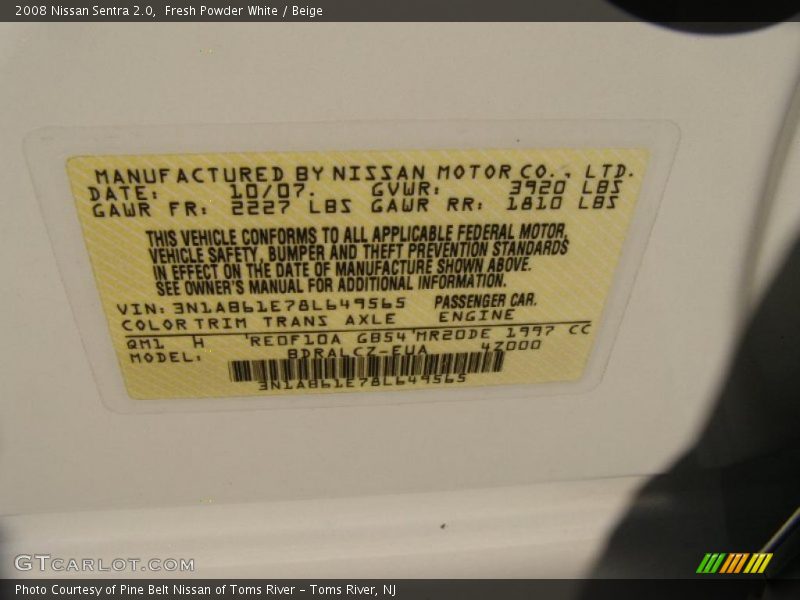 2008 Nissan Sentra 2.0,  Fresh Powder White / Beige
MANUFACTURED BY NISSAN MOTOR CO., LTD.
DATE: 10/07. GVWR: 3920 LBS
GAWR FR: 2227 LBS GAWR RR: 1810 LBS
THIS VEHICLE CONFORMS TO ALL APPLICABLE FEDERAL MOTOR
VEHICLE SAFETY, BUMPER AND THEFT PREVENTION STANDARDS
IN EFFECT ON THE DATE OF MANUFACTURE SHOWN ABOVE.
SEE OWNER'S MANUAL FOR ADDITIONAL INFORMATION.
VIN: 3N1AB61E78L649565 PASSENGER CAR.
COLOR TRIM TRANS AXLE ENGINE
QM1 H 'RE0F10A GB54'MR20DE 1997 CC
MODEL: BDRALCZ-EUA 4Z000
3N1AB61E78L649565
GTCARLOT.COM
Photo Courtesy of Pine Belt Nissan of Toms River – Toms River, NJ